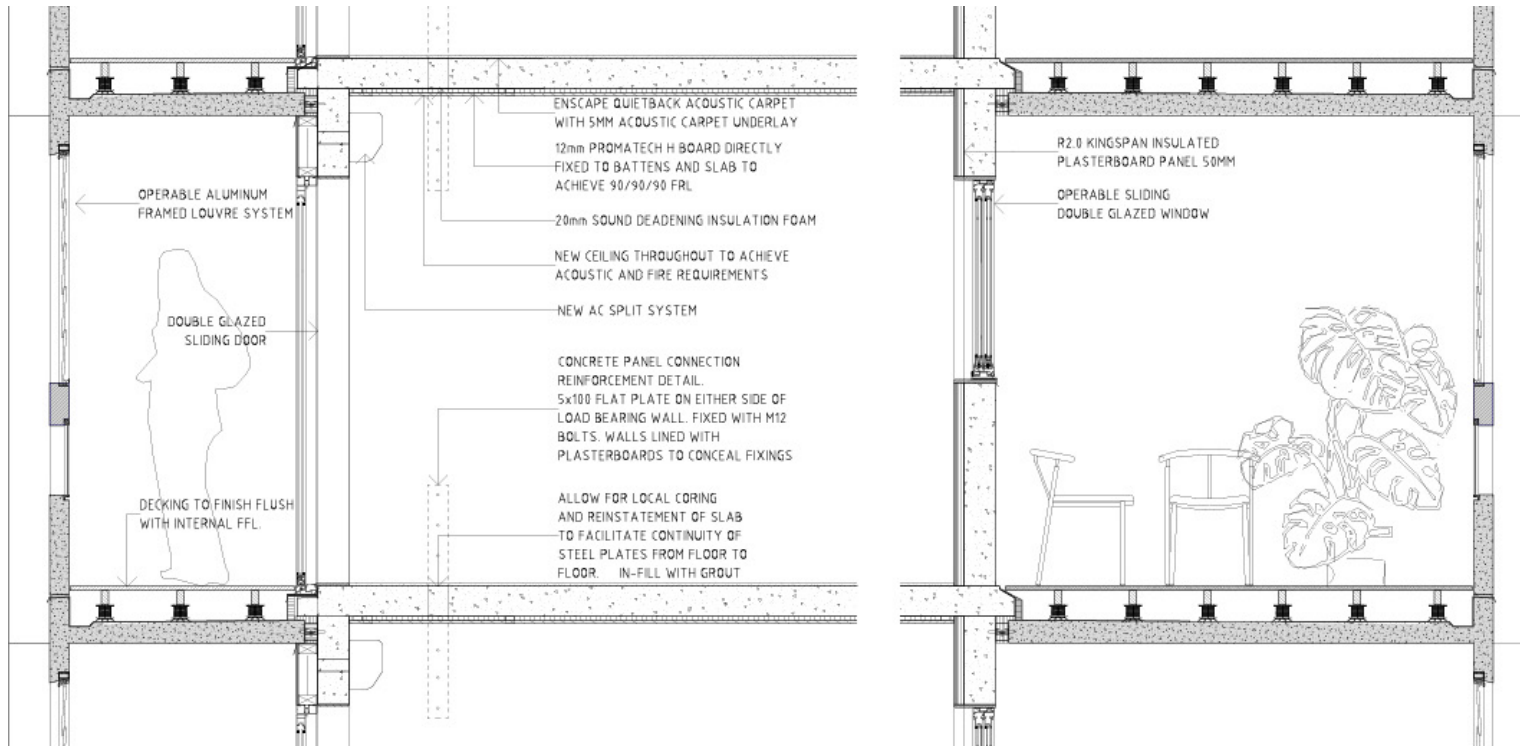 ENSCAPE QUIETBACK ACOUSTIC CARPET
WITH 5MM ACOUSTIC CARPET UNDERLAY
12mm PROMATECH H BOARD DIRECTLY
FIXED TO BATTENS AND SLAB TO
ACHIEVE 90/90/90 FRL
20mm SOUND DEADENING INSULATION FOAM
NEW CEILING THROUGHOUT TO ACHIEVE
ACOUSTIC AND FIRE REQUIREMENTS
NEW AC SPLIT SYSTEM
CONCRETE PANEL CONNECTION
REINFORCEMENT DETAIL.
5x100 FLAT PLATE ON EITHER SIDE OF
LOAD BEARING WALL. FIXED WITH M12
BOLTS. WALLS LINED WITH
PLASTERBOARDS TO CONCEAL FIXINGS
ALLOW FOR LOCAL CORING
AND REINSTATEMENT OF SLAB
TO FACILITATE CONTINUITY OF
STEEL PLATES FROM FLOOR TO
FLOOR. IN-FILL WITH GROUT
OPERABLE ALUMINUM
FRAMED LOUVRE SYSTEM
DOUBLE GLAZED
SLIDING DOOR
DECKING TO FINISH FLUSH
WITH INTERNAL FFL.
R2.0 KINGSPAN INSULATED
PLASTERBOARD PANEL 50MM
OPERABLE SLIDING
DOUBLE GLAZED WINDOW